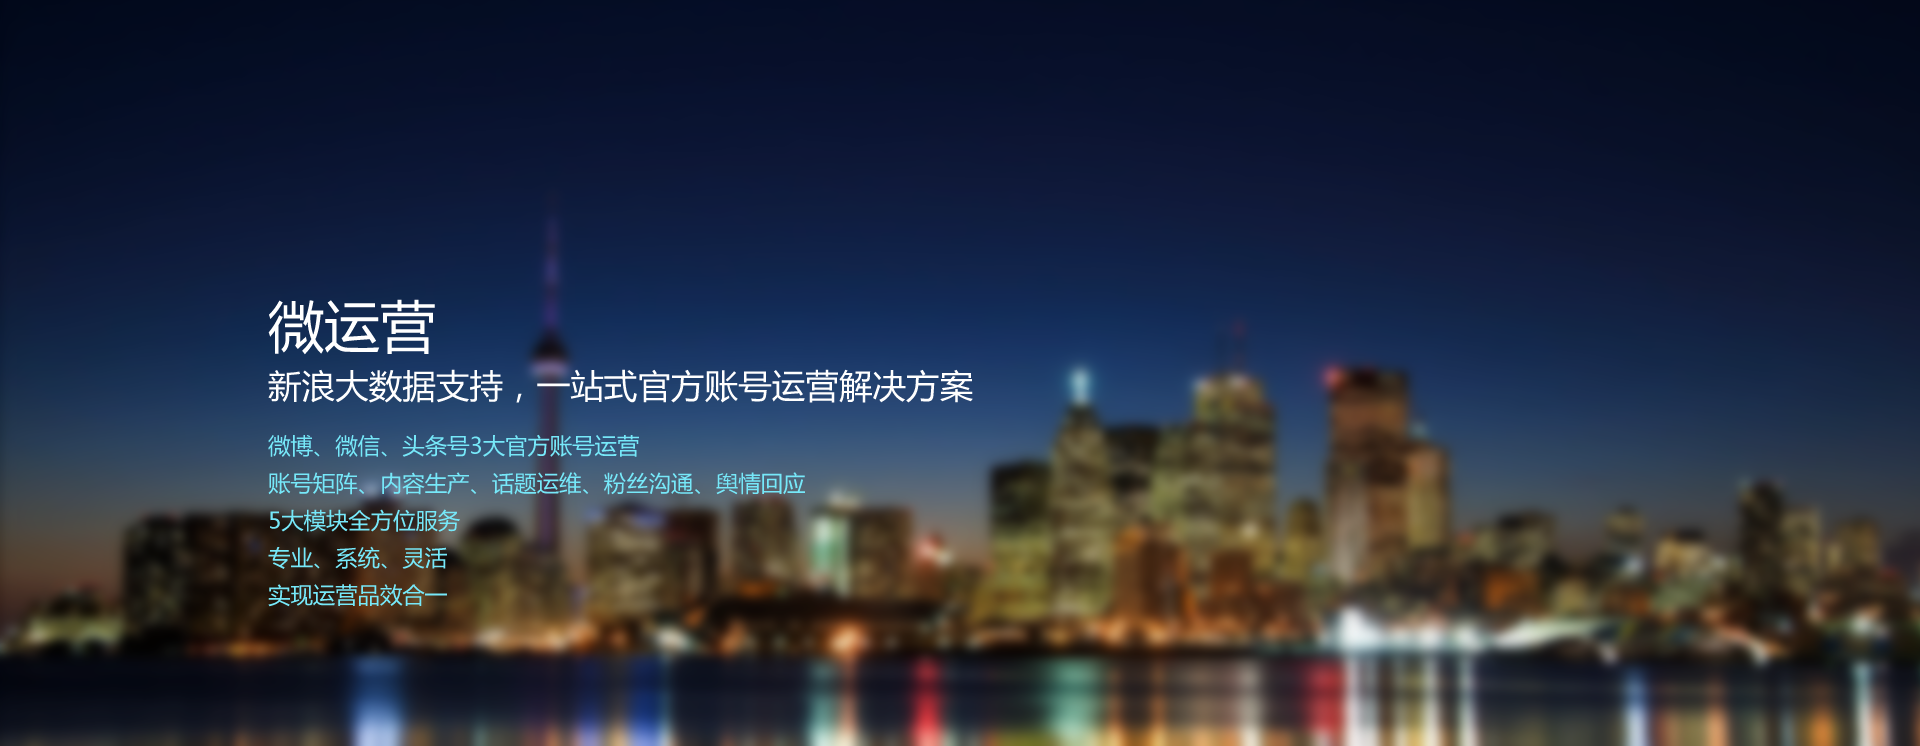 微运营
新浪大数据支持，一站式官方账号运营解决方案
微博、微信、头条号3大官方账号运营
账号矩阵、内容生产、话题运维、粉丝沟通、舆情回应
5大模块全方位服务
专业、系统、灵活
实现运营品效合一